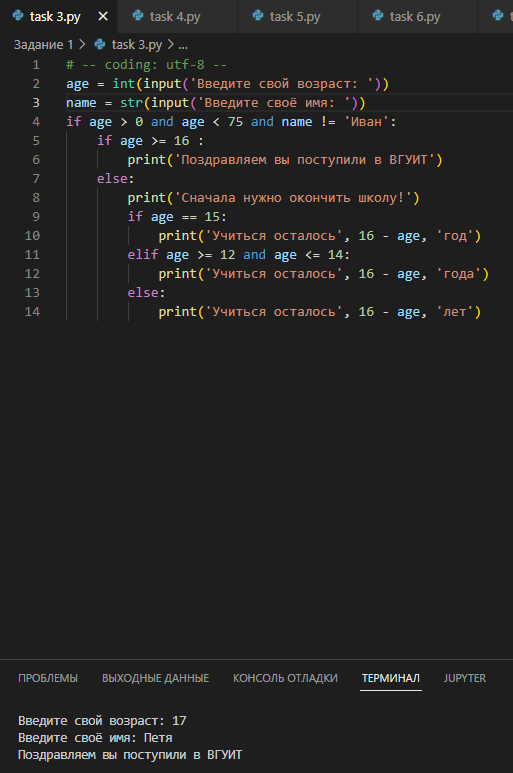 task 3.py task 4.py task 5.py task 6.py
Задание 1 > task 3.py > ...
1 # -- coding: utf-8 --
2 age = int(input('Введите свой возраст: '))
3 name = str(input('Введите своё имя: '))
4 if age > 0 and age < 75 and name != 'Иван':
5 if age >= 16 :
6 print('Поздравляем вы поступили в ВГУИТ')
7 else:
8 print('Сначала нужно окончить школу!')
9 if age == 15:
10 print('Учиться осталось', 16 - age, 'год')
11 elif age >= 12 and age <= 14:
12 print('Учиться осталось', 16 - age, 'года')
13 else:
14 print('Учиться осталось', 16 - age, 'лет')
ПРОБЛЕМЫ ВЫХОДНЫЕ ДАННЫЕ КОНСОЛЬ ОТЛАДКИ ТЕРМИНАЛ JUPYTER
Введите свой возраст: 17
Введите своё имя: Петя
Поздравляем вы поступили в ВГУИТ